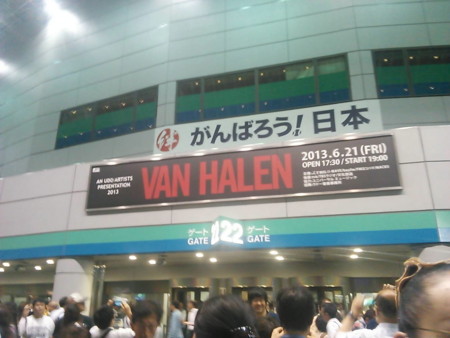 がんばろう!日本
AN UDO ARTISTS
PRESENTATION
2013
VAN HALEN
2013.6.21(FRI)
OPEN 17:30 / START 19:00
ゲート 22 ゲート
GATE GATE